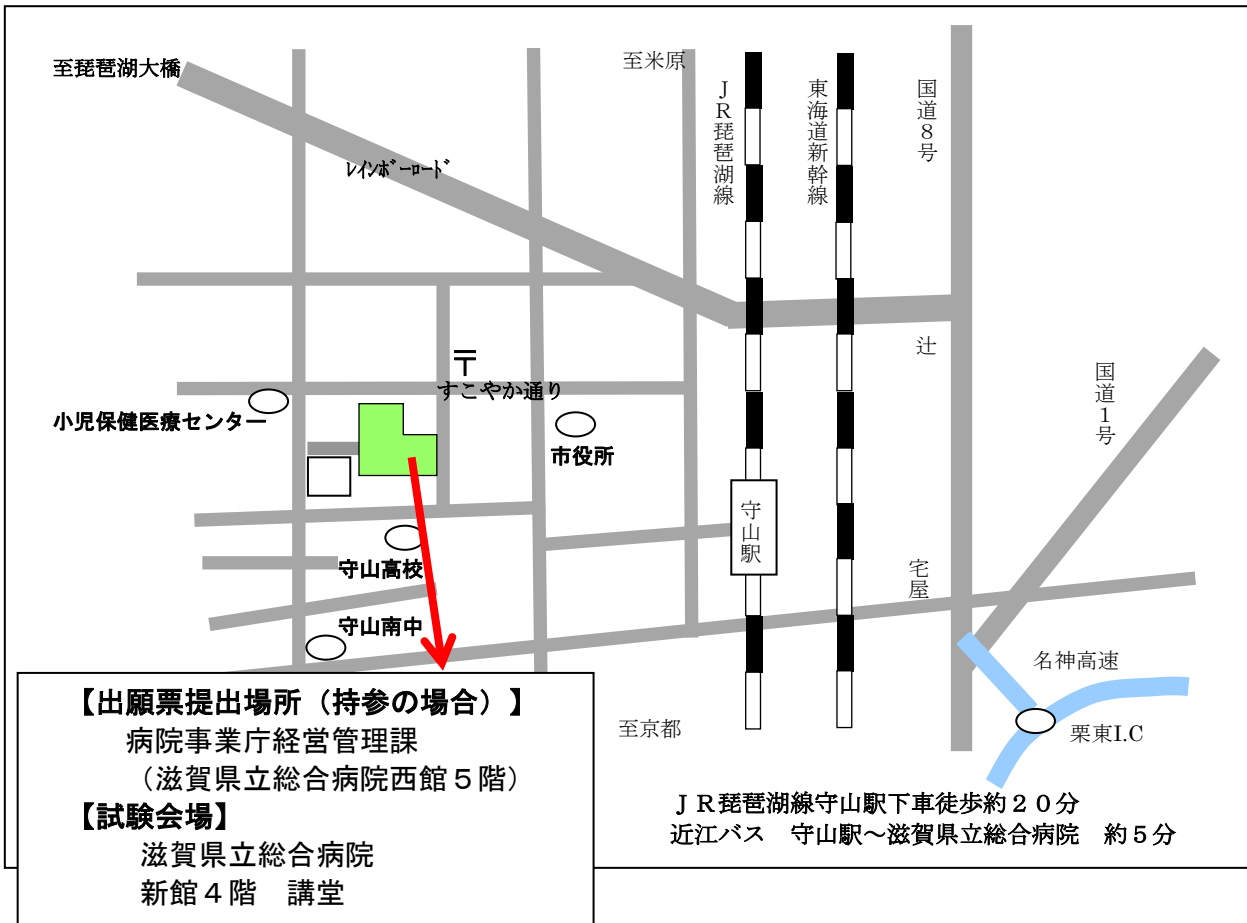 至琵琶湖大橋
至米原
ＪＲ琵琶湖線
東海道新幹線
国道８号
ﾚｲﾝﾎﾞｰﾛｰﾄﾞ
辻
〒
すこやか通り
国道１号
小児保健医療センター
市役所
守山駅
守山高校
宅屋
守山南中
名神高速
栗東I.C
至京都
【出願票提出場所（持参の場合）】
病院事業庁経営管理課
（滋賀県立総合病院西館５階）
【試験会場】
滋賀県立総合病院
新館４階　講堂
ＪＲ琵琶湖線守山駅下車徒歩約２０分
近江バス　守山駅～滋賀県立総合病院　約５分